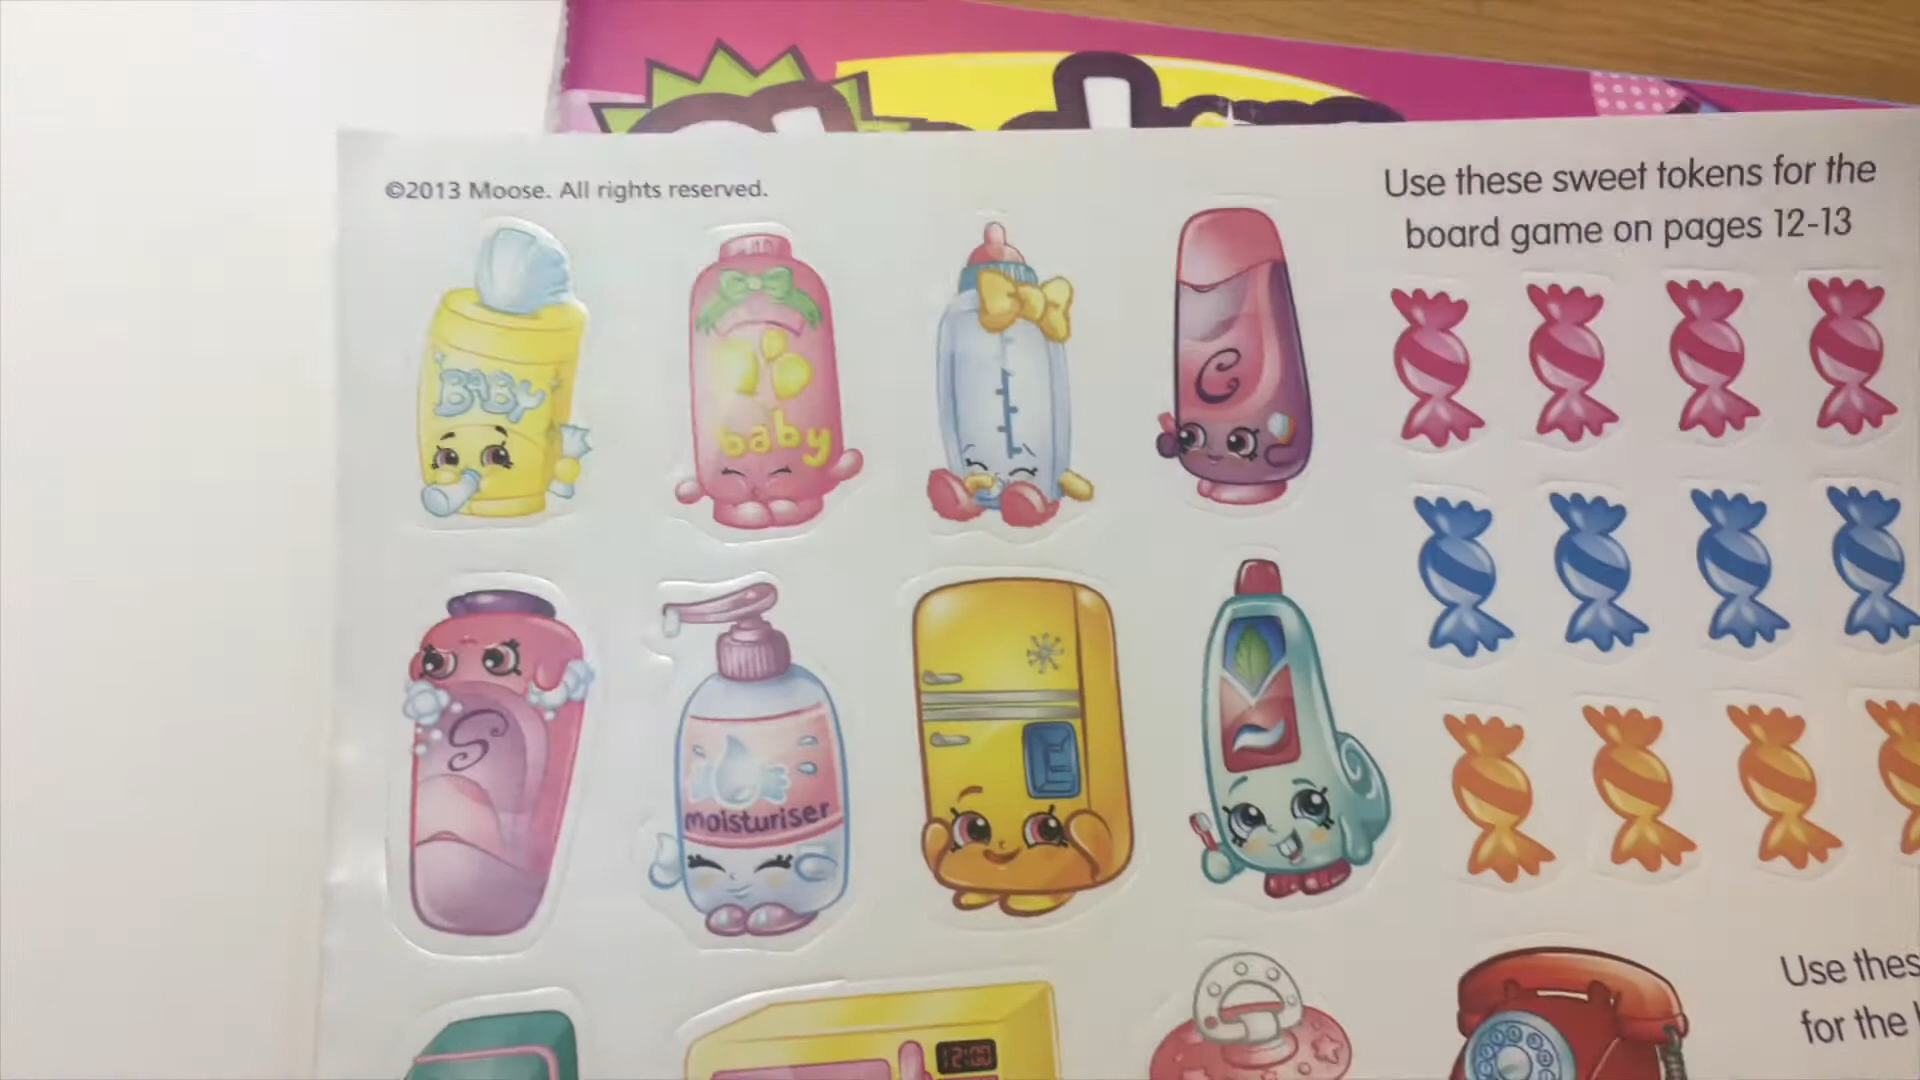 ©2013 Moose. All rights reserved.
Use these sweet tokens for the
board game on pages 12-13
BABY
baby
C
S
moisturiser
12:00
Use thes
for the